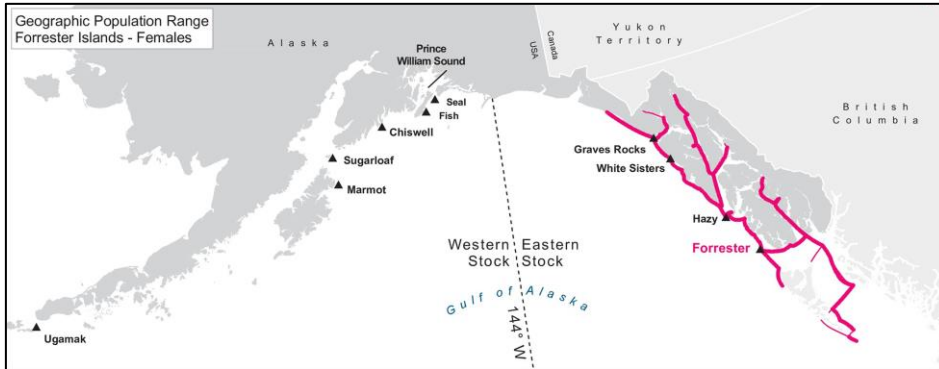 Geographic Population Range
Forrester Islands - Females
Alaska
Prince
William Sound
Seal
Fish
Chiswell
Sugarloaf
Marmot
Ugamak
USA
Canada
Yukon
Territory
British
Columbia
Graves Rocks
White Sisters
Hazy
Forrester
Western
Stock
Eastern
Stock
Gulf of Alaska
144° W